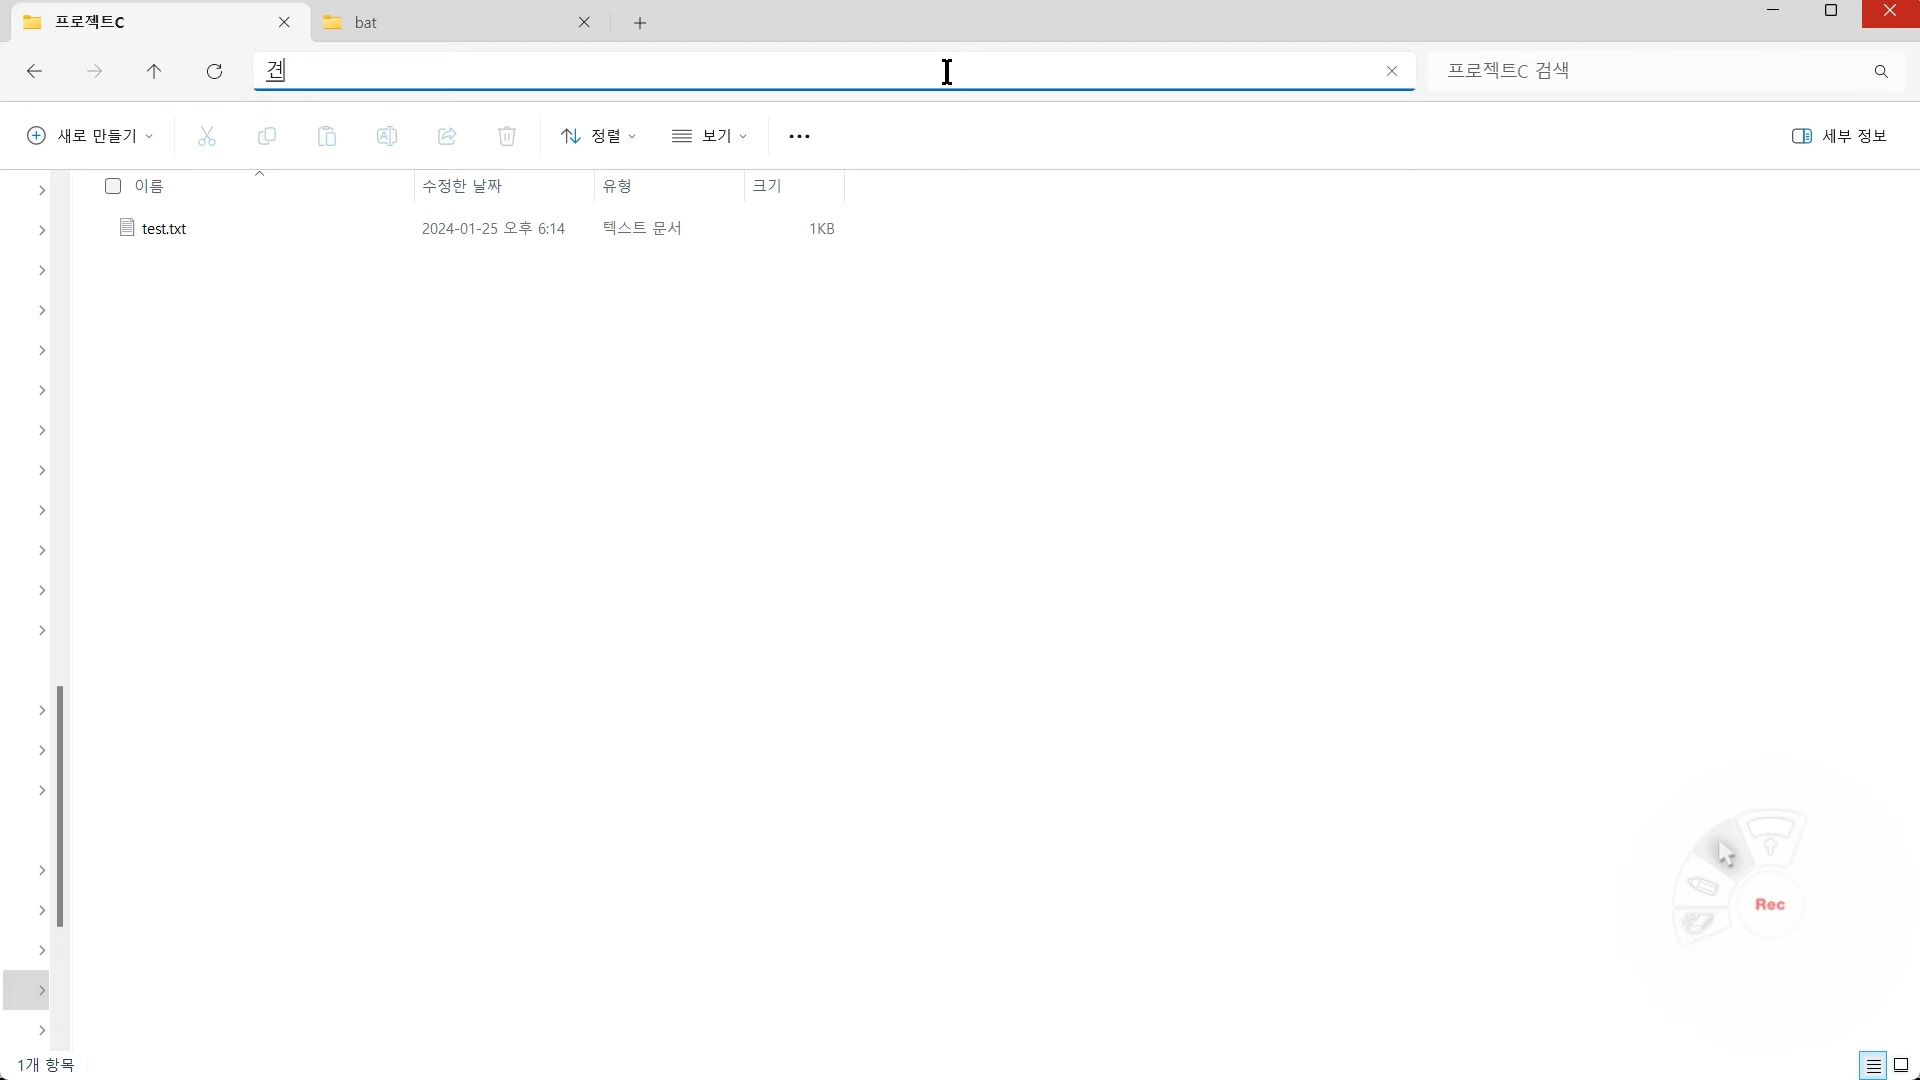 프로젝트C
bat
견
프로젝트C 검색
새로 만들기
정렬
보기
세부 정보
이름
수정한 날짜
유형
크기
test.txt
2024-01-25 오후 6:14
텍스트 문서
1KB
Rec
1개 항목